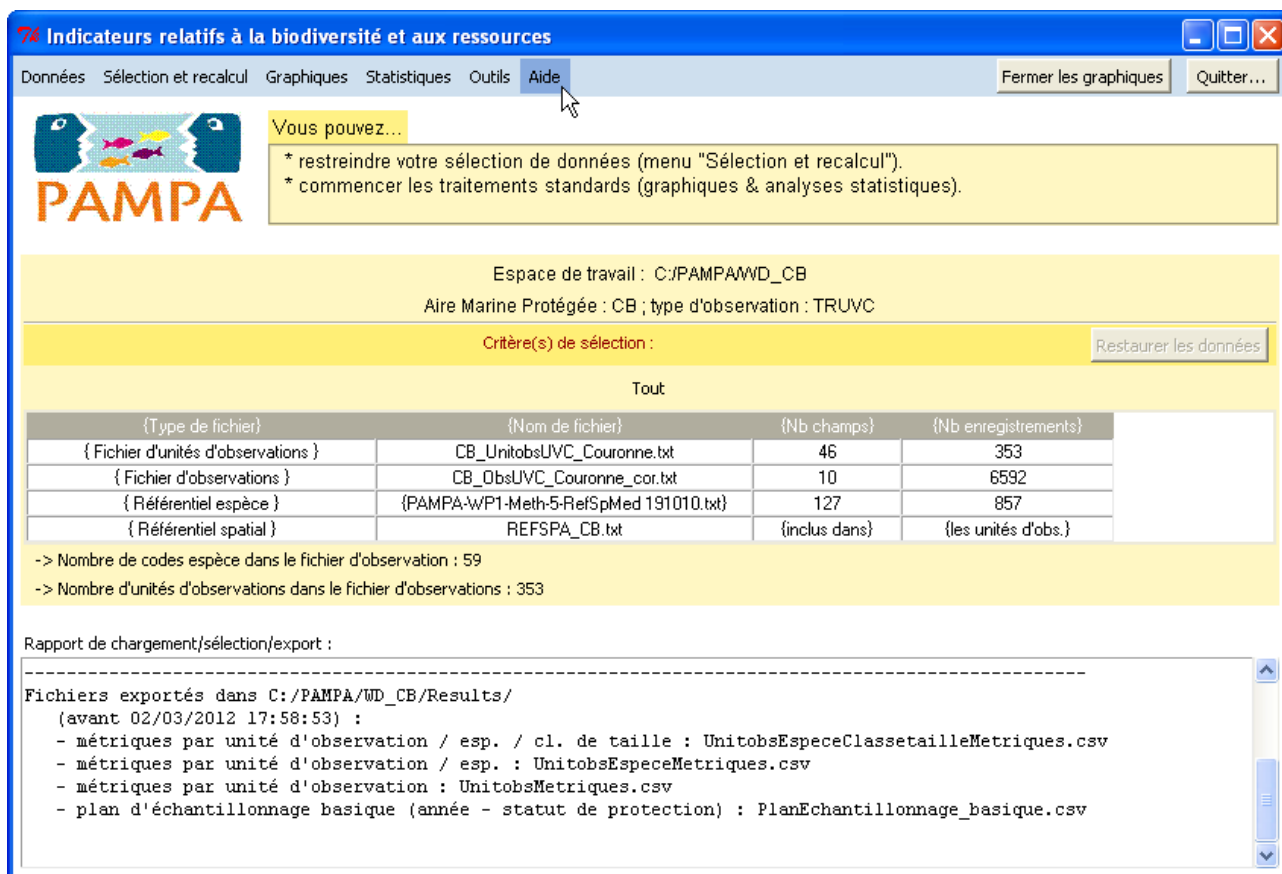 Indicateurs relatifs à la biodiversité et aux ressources
Données Sélection et recalcul Graphiques Statistiques Outils Aide Fermer les graphiques Quitter...
PAMPA
Vous pouvez...
* restreindre votre sélection de données (menu "Sélection et recalcul").
* commencer les traitements standards (graphiques & analyses statistiques).
Espace de travail : C:/PAMPA/WD_CB
Aire Marine Protégée : CB ; type d'observation : TRUVC
Critère(s) de sélection :
Restaurer les données
Tout
{Type de fichier} {Nom de fichier} {Nb champs} {Nb enregistrements}
{ Fichier d'unités d'observations } CB_UnitobsUVC_Couronne.txt 46 353
{ Fichier d'observations } CB_ObsUVC_Couronne_cor.txt 10 6592
{ Référentiel espèce } {PAMPA-WP1-Meth-5-RefSpMed 191010.txt} 127 857
{ Référentiel spatial } REFSPA_CB.txt {inclus dans} {les unités d'obs.}
-> Nombre de codes espèce dans le fichier d'observation : 59
-> Nombre d'unités d'observations dans le fichier d'observations : 353
Rapport de chargement/sélection/export :
Fichiers exportés dans C:/PAMPA/WD_CB/Results/
(avant 02/03/2012 17:58:53) :
- métriques par unité d'observation / esp. / cl. de taille : UnitobsEspeceClassetailleMetriques.csv
- métriques par unité d'observation / esp. : UnitobsEspeceMetriques.csv
- métriques par unité d'observation : UnitobsMetriques.csv
- plan d'échantillonnage basique (année - statut de protection) : PlanEchantillonnage_basique.csv